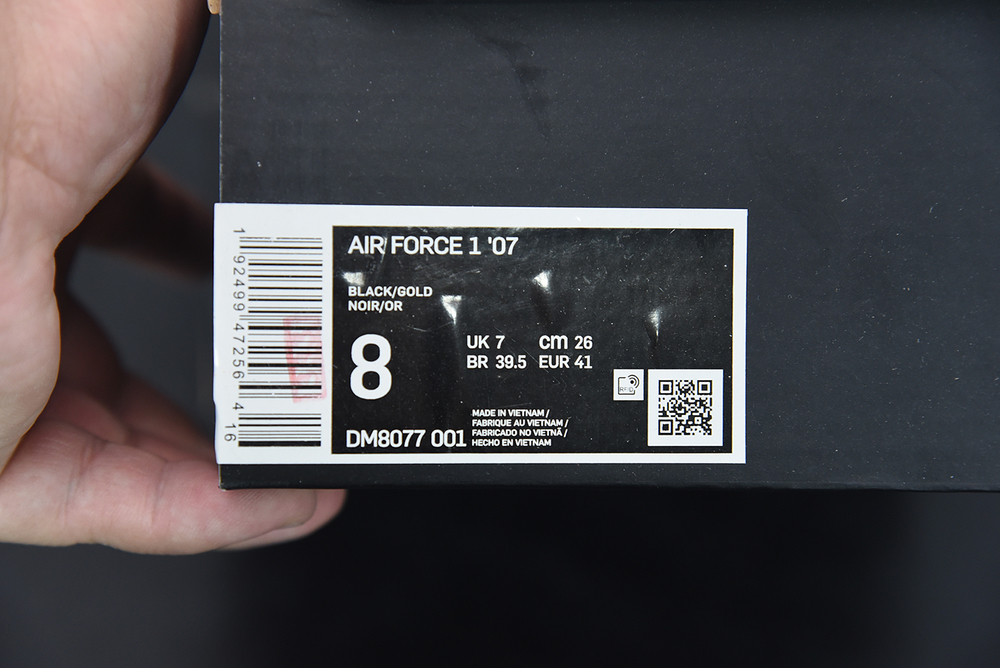 AIR FORCE 1 '07
BLACK/GOLD
NOIR/OR
8
UK 7 cm 26
BR 39.5 EUR 41
RFID
MADE IN VIETNAM /
FABRIQUE AU VIETNAM /
FABRICADO NO VIETNÃ /
HECHO EN VIETNAM
DM8077 001
1 92499 47256 4 16